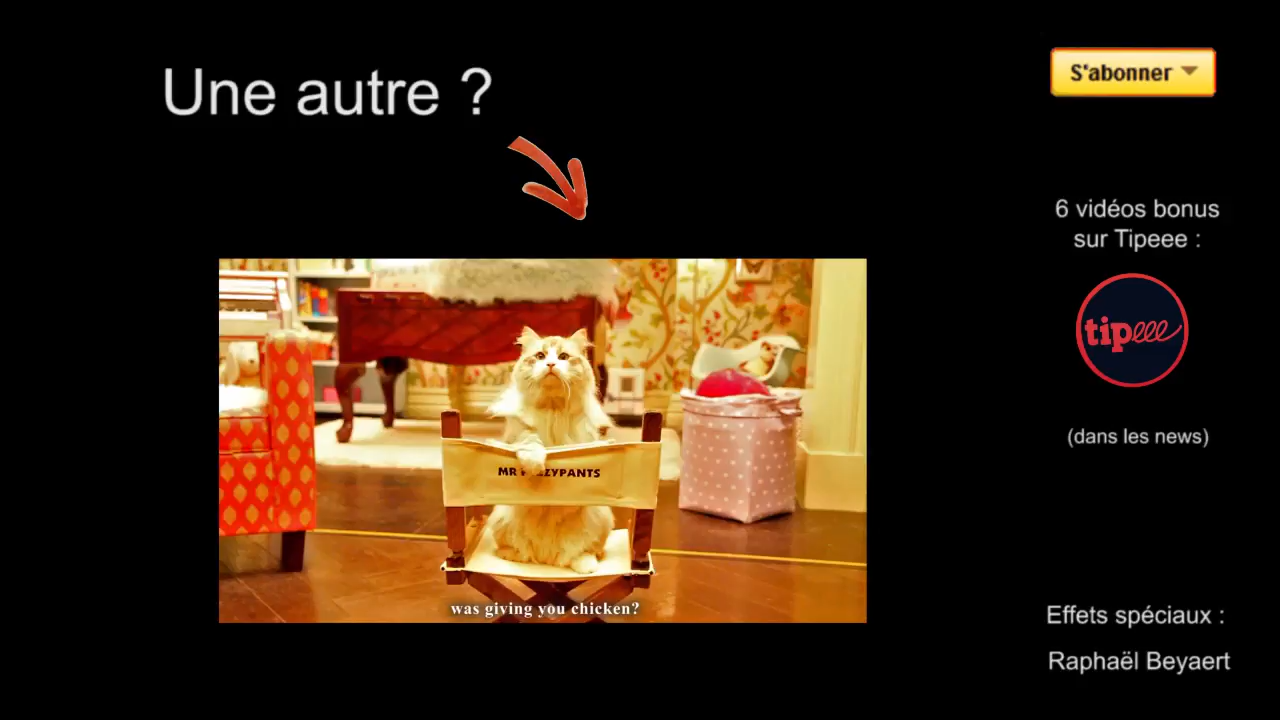 Une autre ?
S'abonner
6 vidéos bonus
sur Tipeee :
tipeee
(dans les news)
MR
was giving you chicken?
Effets spéciaux :
Raphaël Beyaert